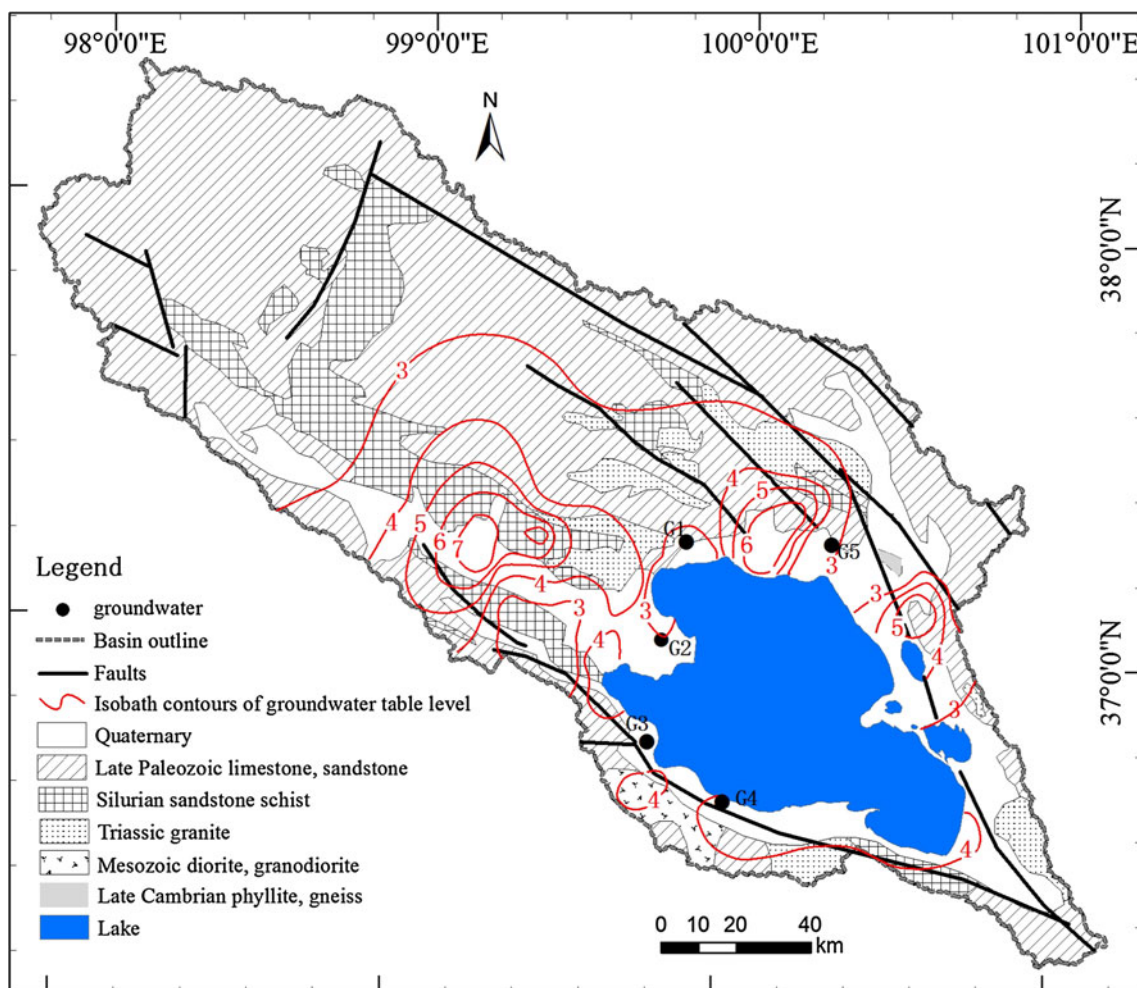 98°0'0"E 99°0'0"E 100°0'0"E 101°0'0"E
N
38°0'0"N
3
4
5
6
7
4
3
4
3
G1
G2
4
5
6
G5
3
3
5
4
3
37°0'0"N
G3
4
G4
4
Legend
groundwater
Basin outline
Faults
Isobath contours of groundwater table level
Quaternary
Late Paleozoic limestone, sandstone
Silurian sandstone schist
Triassic granite
Mesozoic diorite, granodiorite
Late Cambrian phyllite, gneiss
Lake
0 10 20 40
km